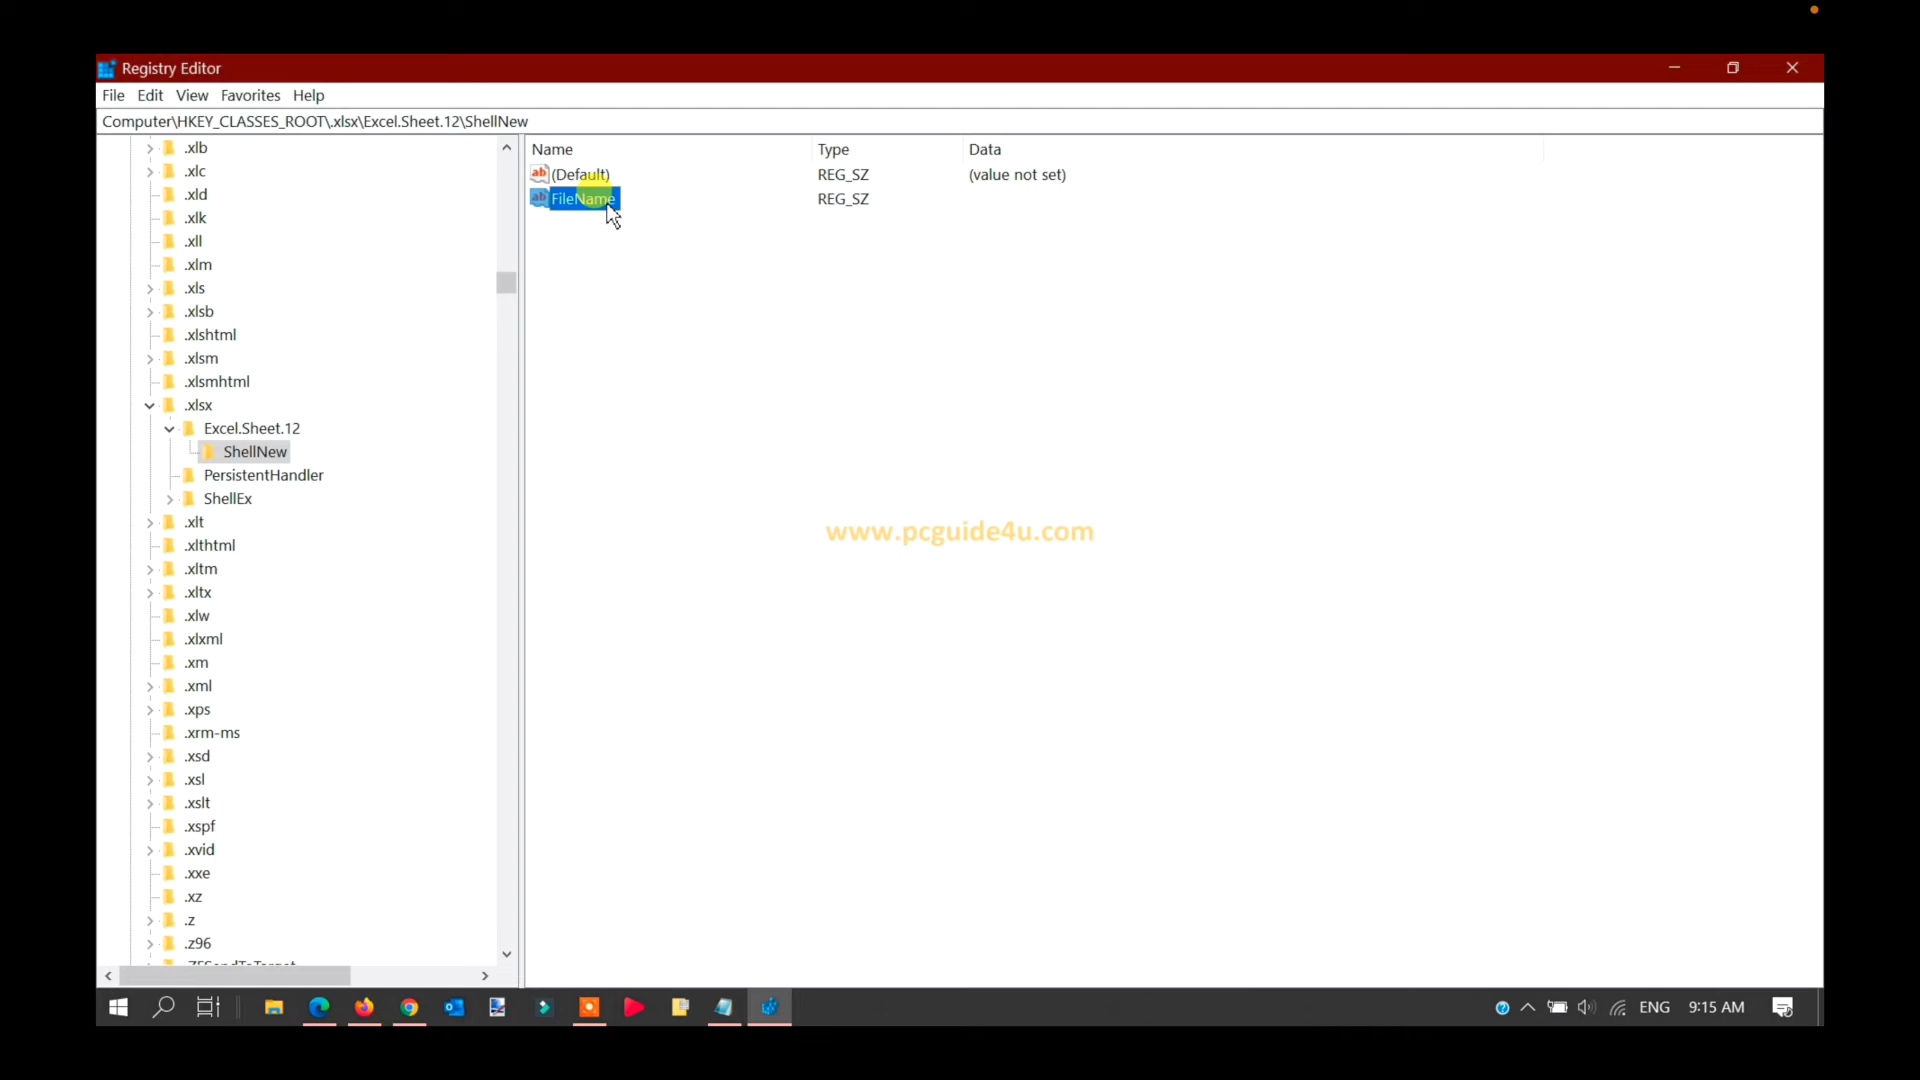 Registry Editor
File Edit View Favorites Help
Computer\HKEY_CLASSES_ROOT\.xlsx\Excel.Sheet.12\ShellNew
.xlb
.xlc
.xld
.xlk
.xll
.xlm
.xls
.xlsb
.xlshtml
.xlsm
.xlsmhtml
.xlsx
Excel.Sheet.12
ShellNew
PersistentHandler
ShellEx
.xlt
.xlthtml
.xltm
.xltx
.xlw
.xlxml
.xm
.xml
.xps
.xrm-ms
.xsd
.xsl
.xslt
.xspf
.xvid
.xxe
.xz
.z
.z96
Name Type Data
ab (Default) REG_SZ (value not set)
ab FileName REG_SZ
www.pcguide4u.com
ENG 9:15 AM